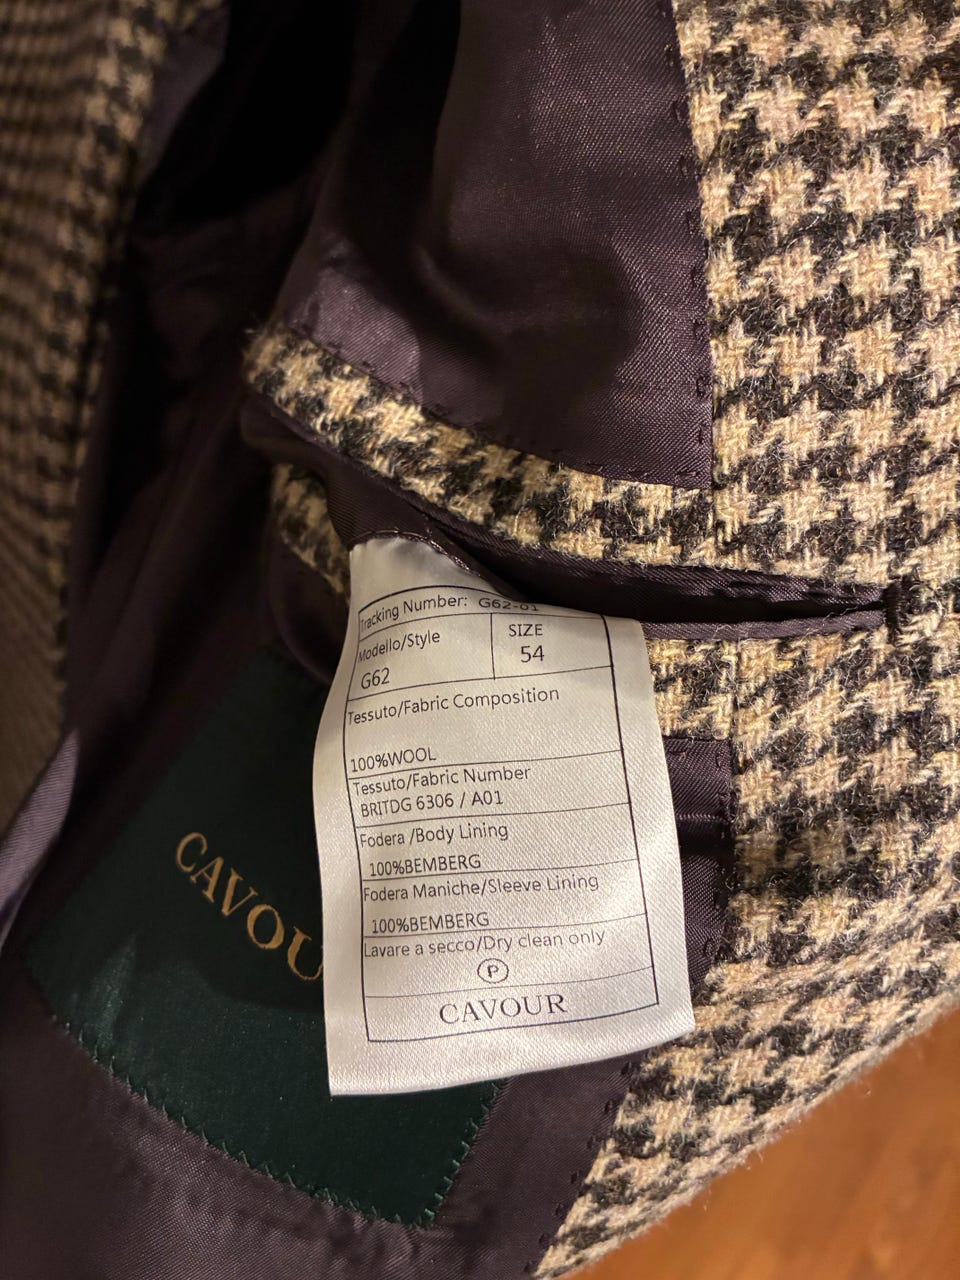 Tracking Number: G62-01
Modello/Style
SIZE
G62
54
Tessuto/Fabric Composition
100%WOOL
Tessuto/Fabric Number
BRITDG 6306 / A01
Fodera /Body Lining
100%BEMBERG
Fodera Maniche/Sleeve Lining
100%BEMBERG
Lavare a secco/Dry clean only
P
CAVOUR
CAVOU